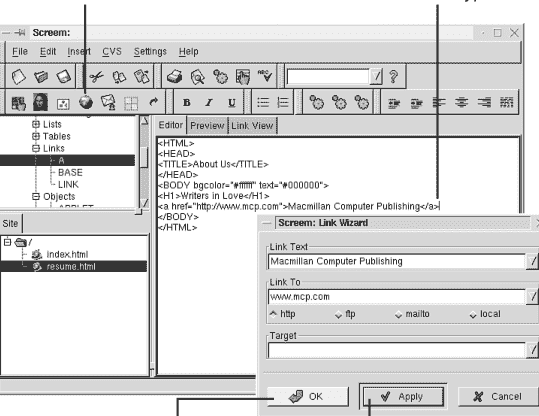 Screem:
File Edit Insert CVS Settings Help
B I U
Lists
Tables
Links
A
BASE
LINK
Objects
Editor Preview Link View
<HTML>
<HEAD>
<TITLE>About Us</TITLE>
</HEAD>
<BODY bgcolor="#ffffff" text="#000000">
<H1>Writers in Love</H1>
<a href="http://www.mcp.com">Macmillan Computer Publishing</a>
</BODY>
</HTML>
Site
/
index.html
resume.html
Screem: Link Wizard
Link Text
Macmillan Computer Publishing
Link To
www.mcp.com
http ftp mailto local
Target
OK Apply Cancel